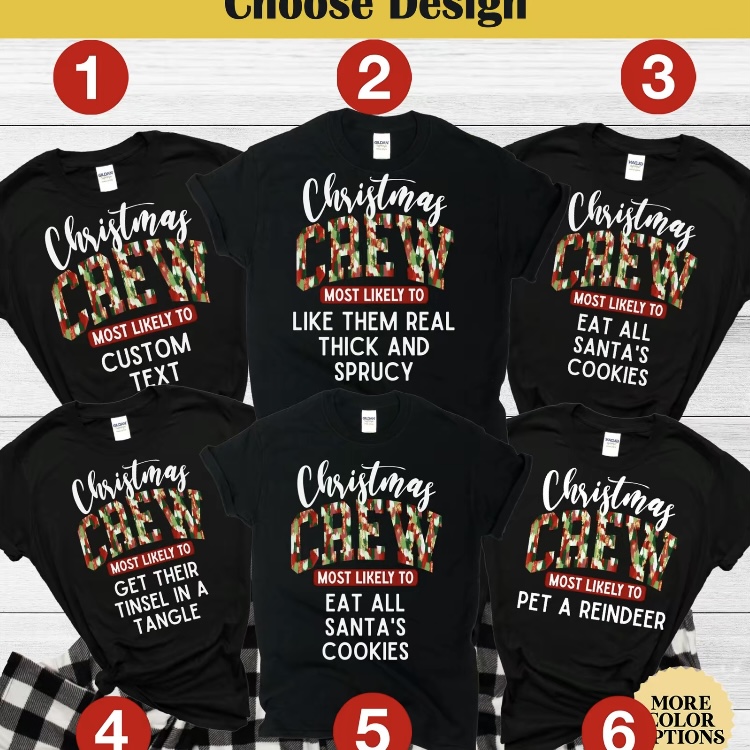 Choose Design
1
2
3
Christmas
CREW
MOST LIKELY TO
CUSTOM
TEXT
Christmas
CREW
MOST LIKELY TO
LIKE THEM REAL
THICK AND
SPRUCY
Christmas
CREW
MOST LIKELY TO
EAT ALL
SANTA'S
COOKIES
Christmas
CREW
MOST LIKELY TO
GET THEIR
TINSEL IN A
TANGLE
Christmas
CREW
MOST LIKELY TO
EAT ALL
SANTA'S
COOKIES
Christmas
CREW
MOST LIKELY TO
PET A REINDEER
4
5
6
MORE
COLOR
OPTIONS